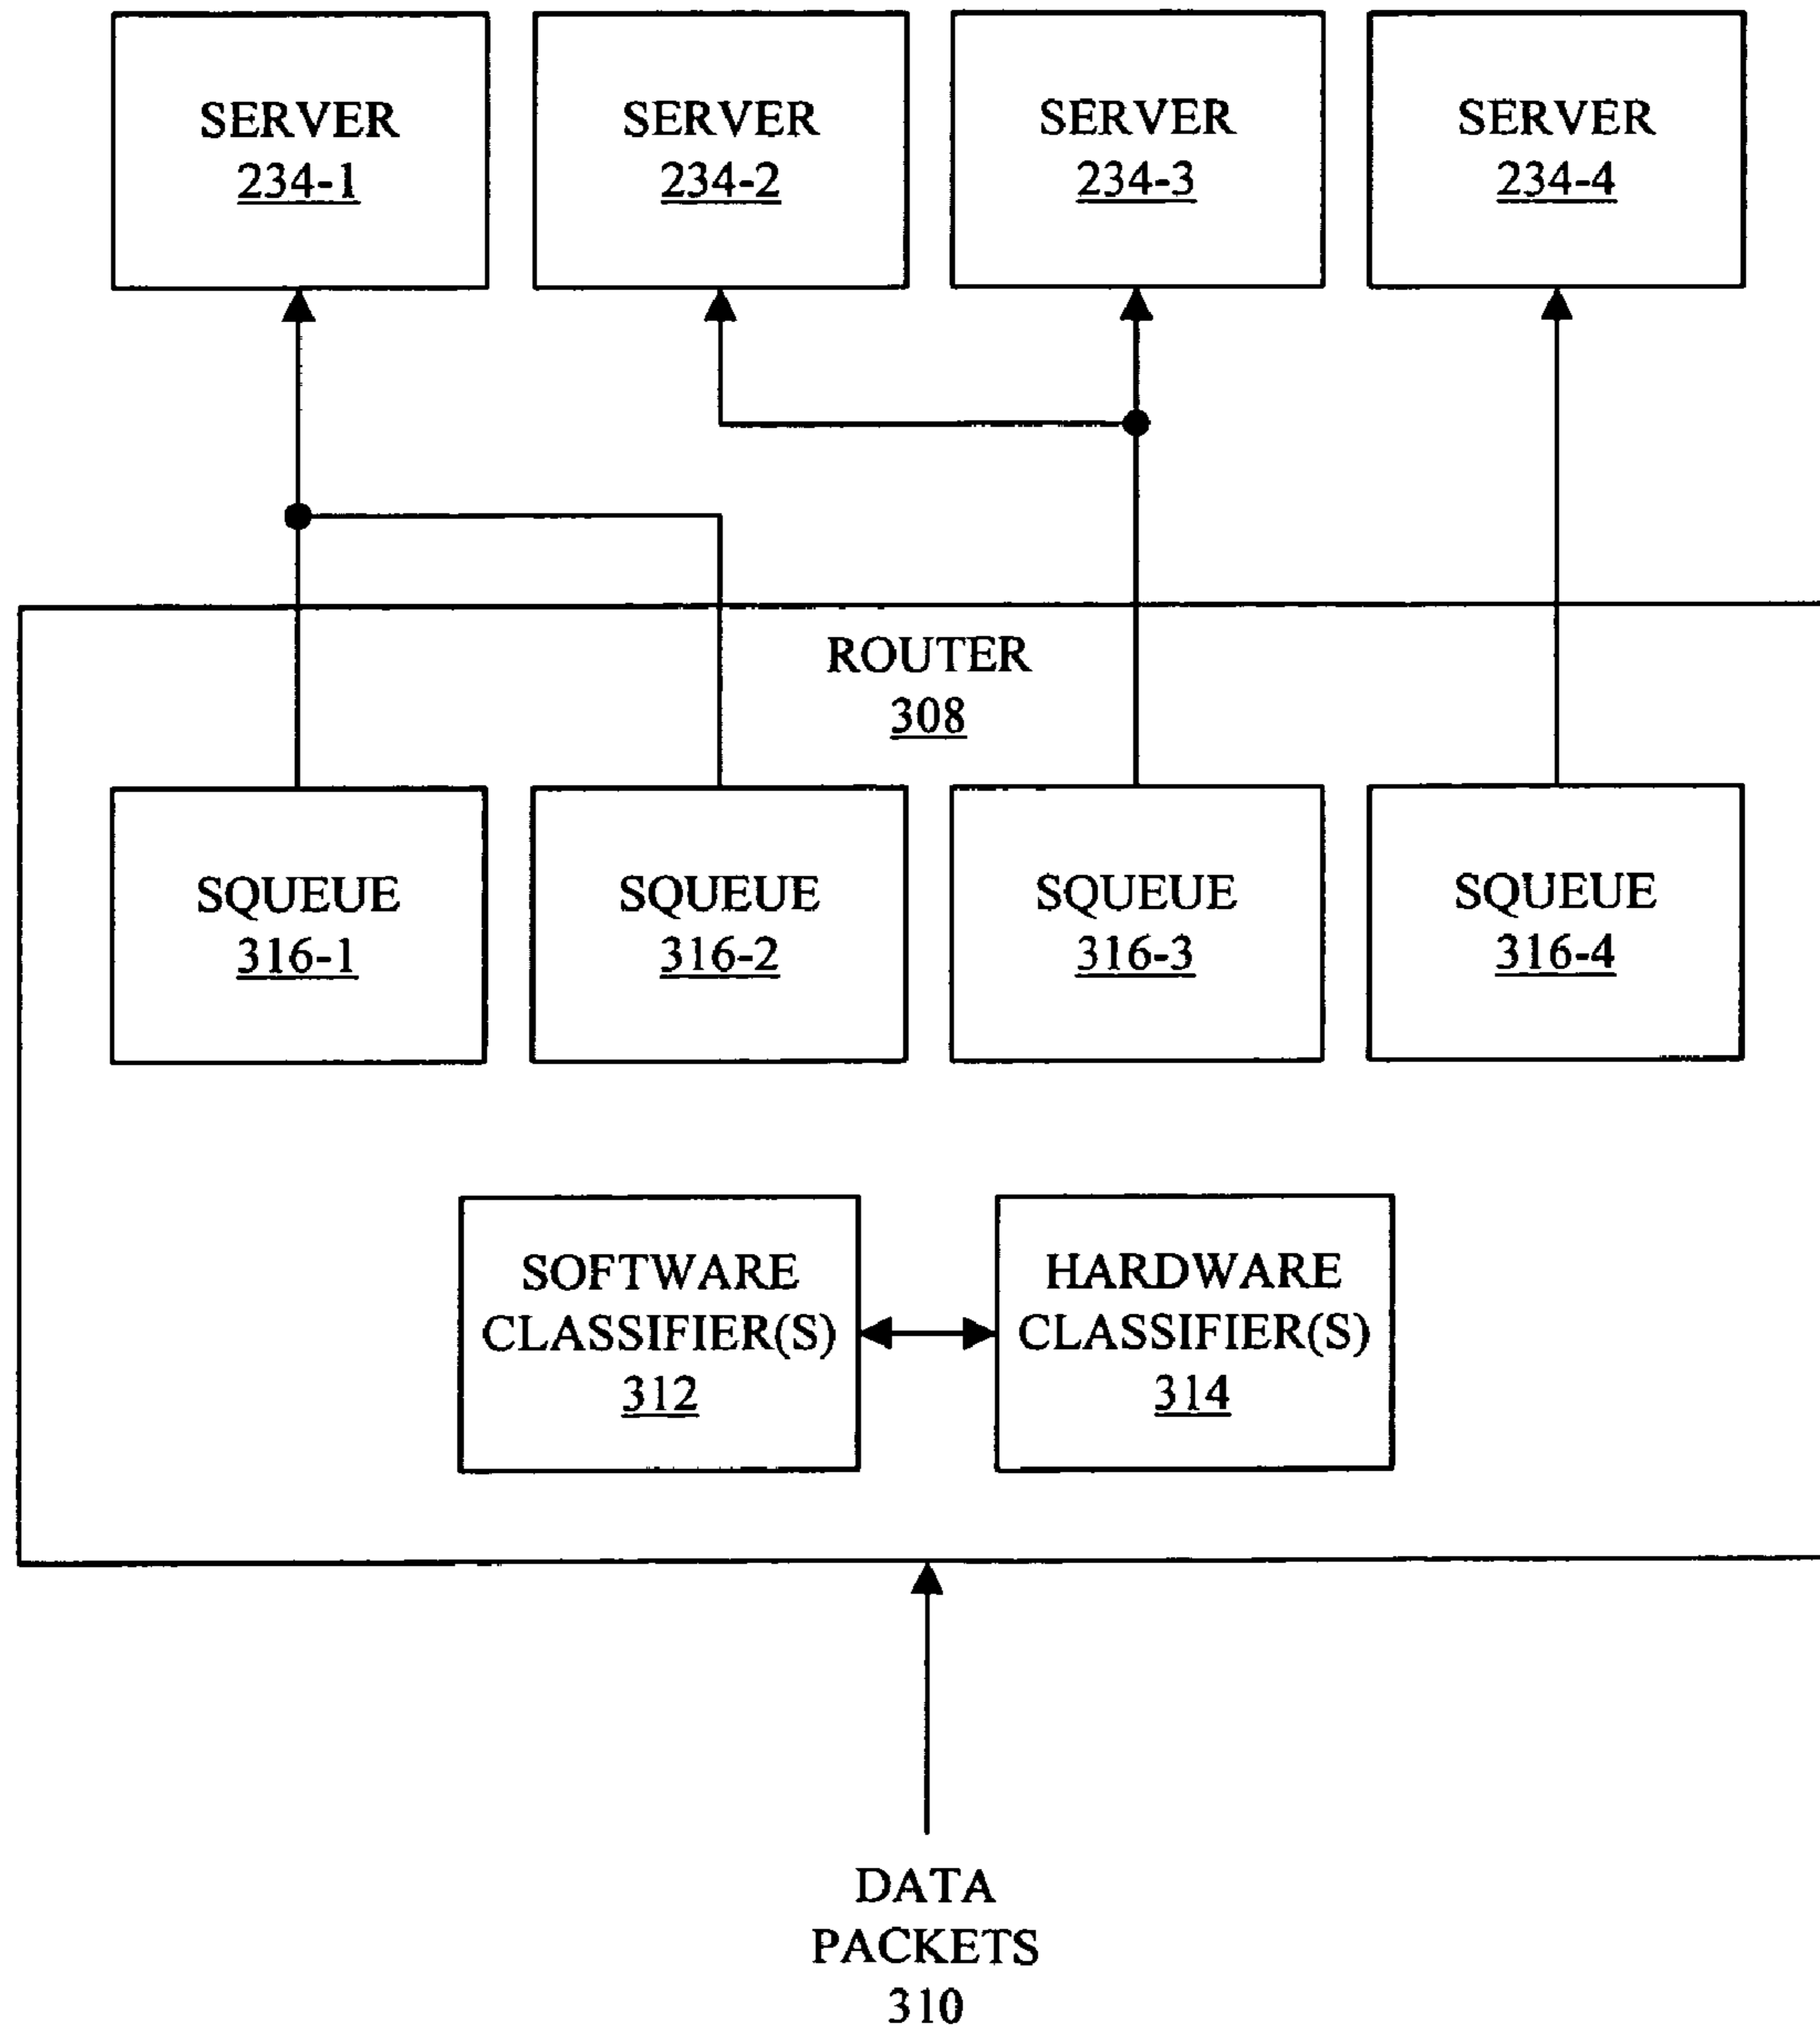 SERVER
234-1
SERVER
234-2
SERVER
234-3
SERVER
234-4
ROUTER
308
SQUEUE
316-1
SQUEUE
316-2
SQUEUE
316-3
SQUEUE
316-4
SOFTWARE
CLASSIFIER(S)
312
HARDWARE
CLASSIFIER(S)
314
DATA
PACKETS
310